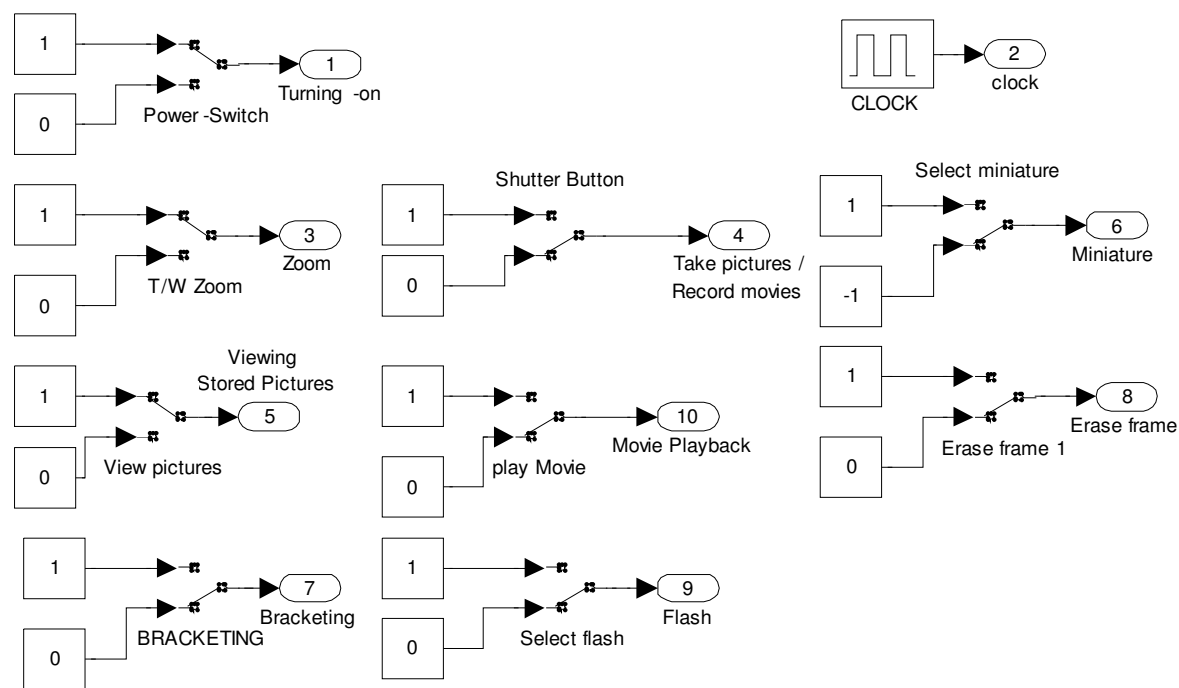 1
0
Power -Switch
1
Turning -on
CLOCK
2
clock
1
0
T/W Zoom
3
Zoom
Shutter Button
1
0
4
Take pictures /
Record movies
Select miniature
1
-1
6
Miniature
Viewing
Stored Pictures
1
0
View pictures
5
1
0
play Movie
10
Movie Playback
1
0
Erase frame 1
8
Erase frame
1
0
BRACKETING
7
Bracketing
1
0
Select flash
9
Flash